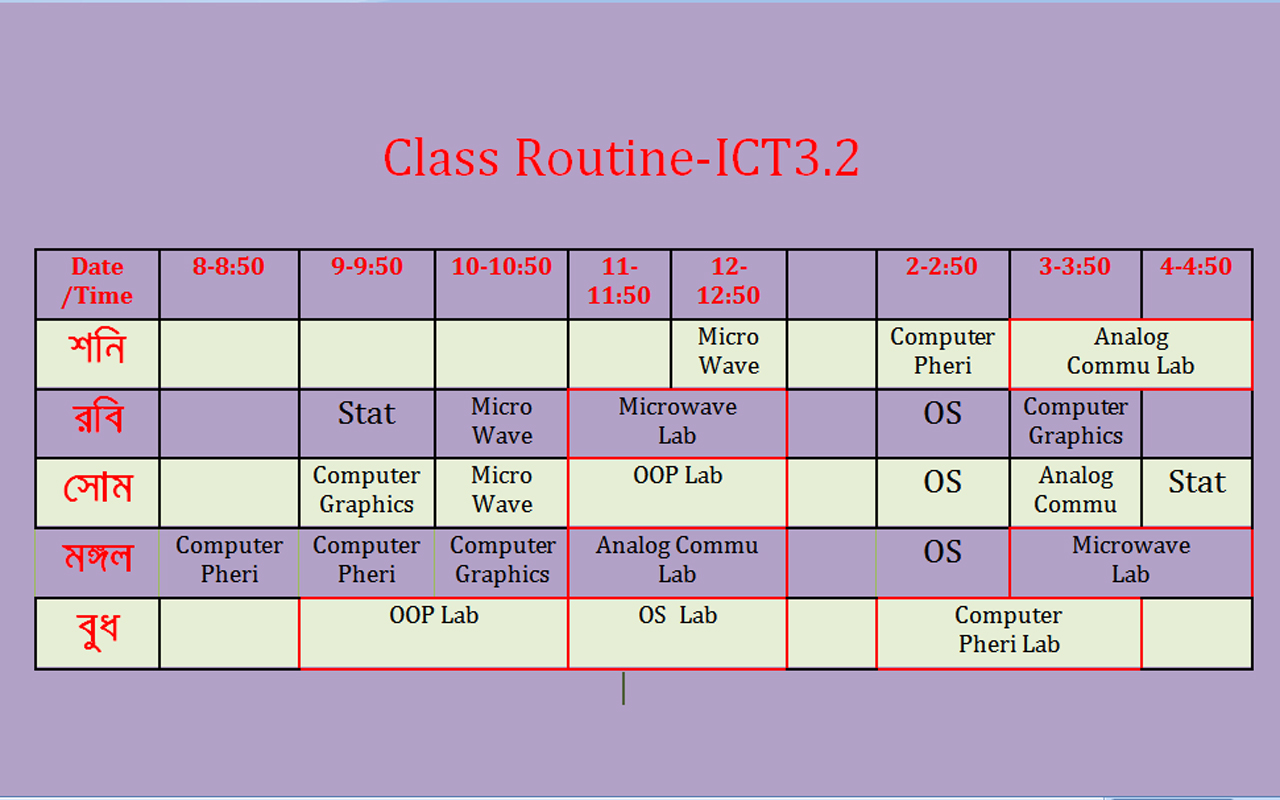 Class Routine-ICT3.2
Date /Time 8-8:50 9-9:50 10-10:50 11-11:50 12-12:50 2-2:50 3-3:50 4-4:50
শনি Micro Wave Computer Pheri Analog Commu Lab
রবি Stat Micro Wave Microwave Lab OS Computer Graphics
সোম Computer Graphics Micro Wave OOP Lab OS Analog Commu Stat
মঙ্গল Computer Pheri Computer Pheri Computer Graphics Analog Commu Lab OS Microwave Lab
বুধ OOP Lab OS Lab Computer Pheri Lab